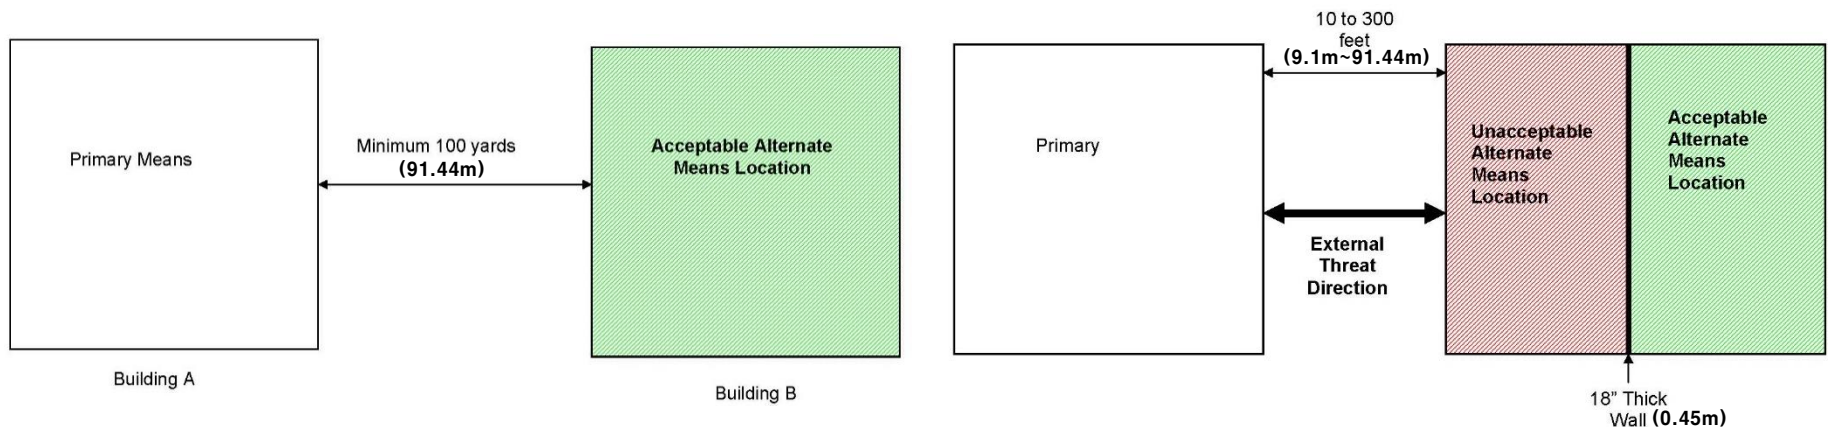 Primary Means
Minimum 100 yards
(91.44m)
Acceptable Alternate
Means Location
Building A
Building B
10 to 300
feet
(9.1m~91.44m)
Primary
External
Threat
Direction
Unacceptable
Alternate
Means
Location
Acceptable
Alternate
Means
Location
18” Thick
Wall (0.45m)